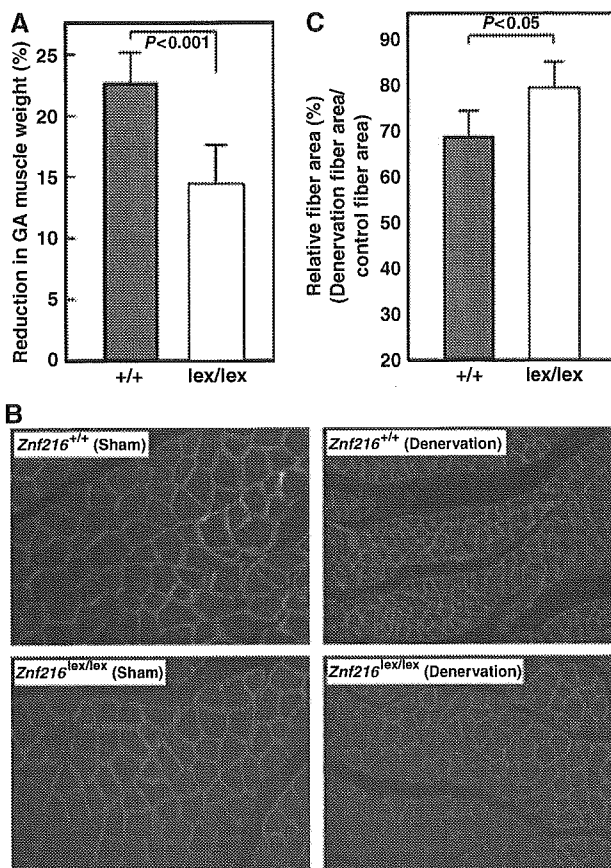 A
Reduction in GA muscle weight (%)
25
20
15
10
5
0
P<0.001
+/+
lex/lex
C
Relative fiber area (%)
(Denervation fiber area/
control fiber area)
90
80
70
60
50
40
30
20
P<0.05
+/+
lex/lex
B
Znf216+/+ (Sham)
Znf216+/+ (Denervation)
Znf216lex/lex (Sham)
Znf216lex/lex (Denervation)